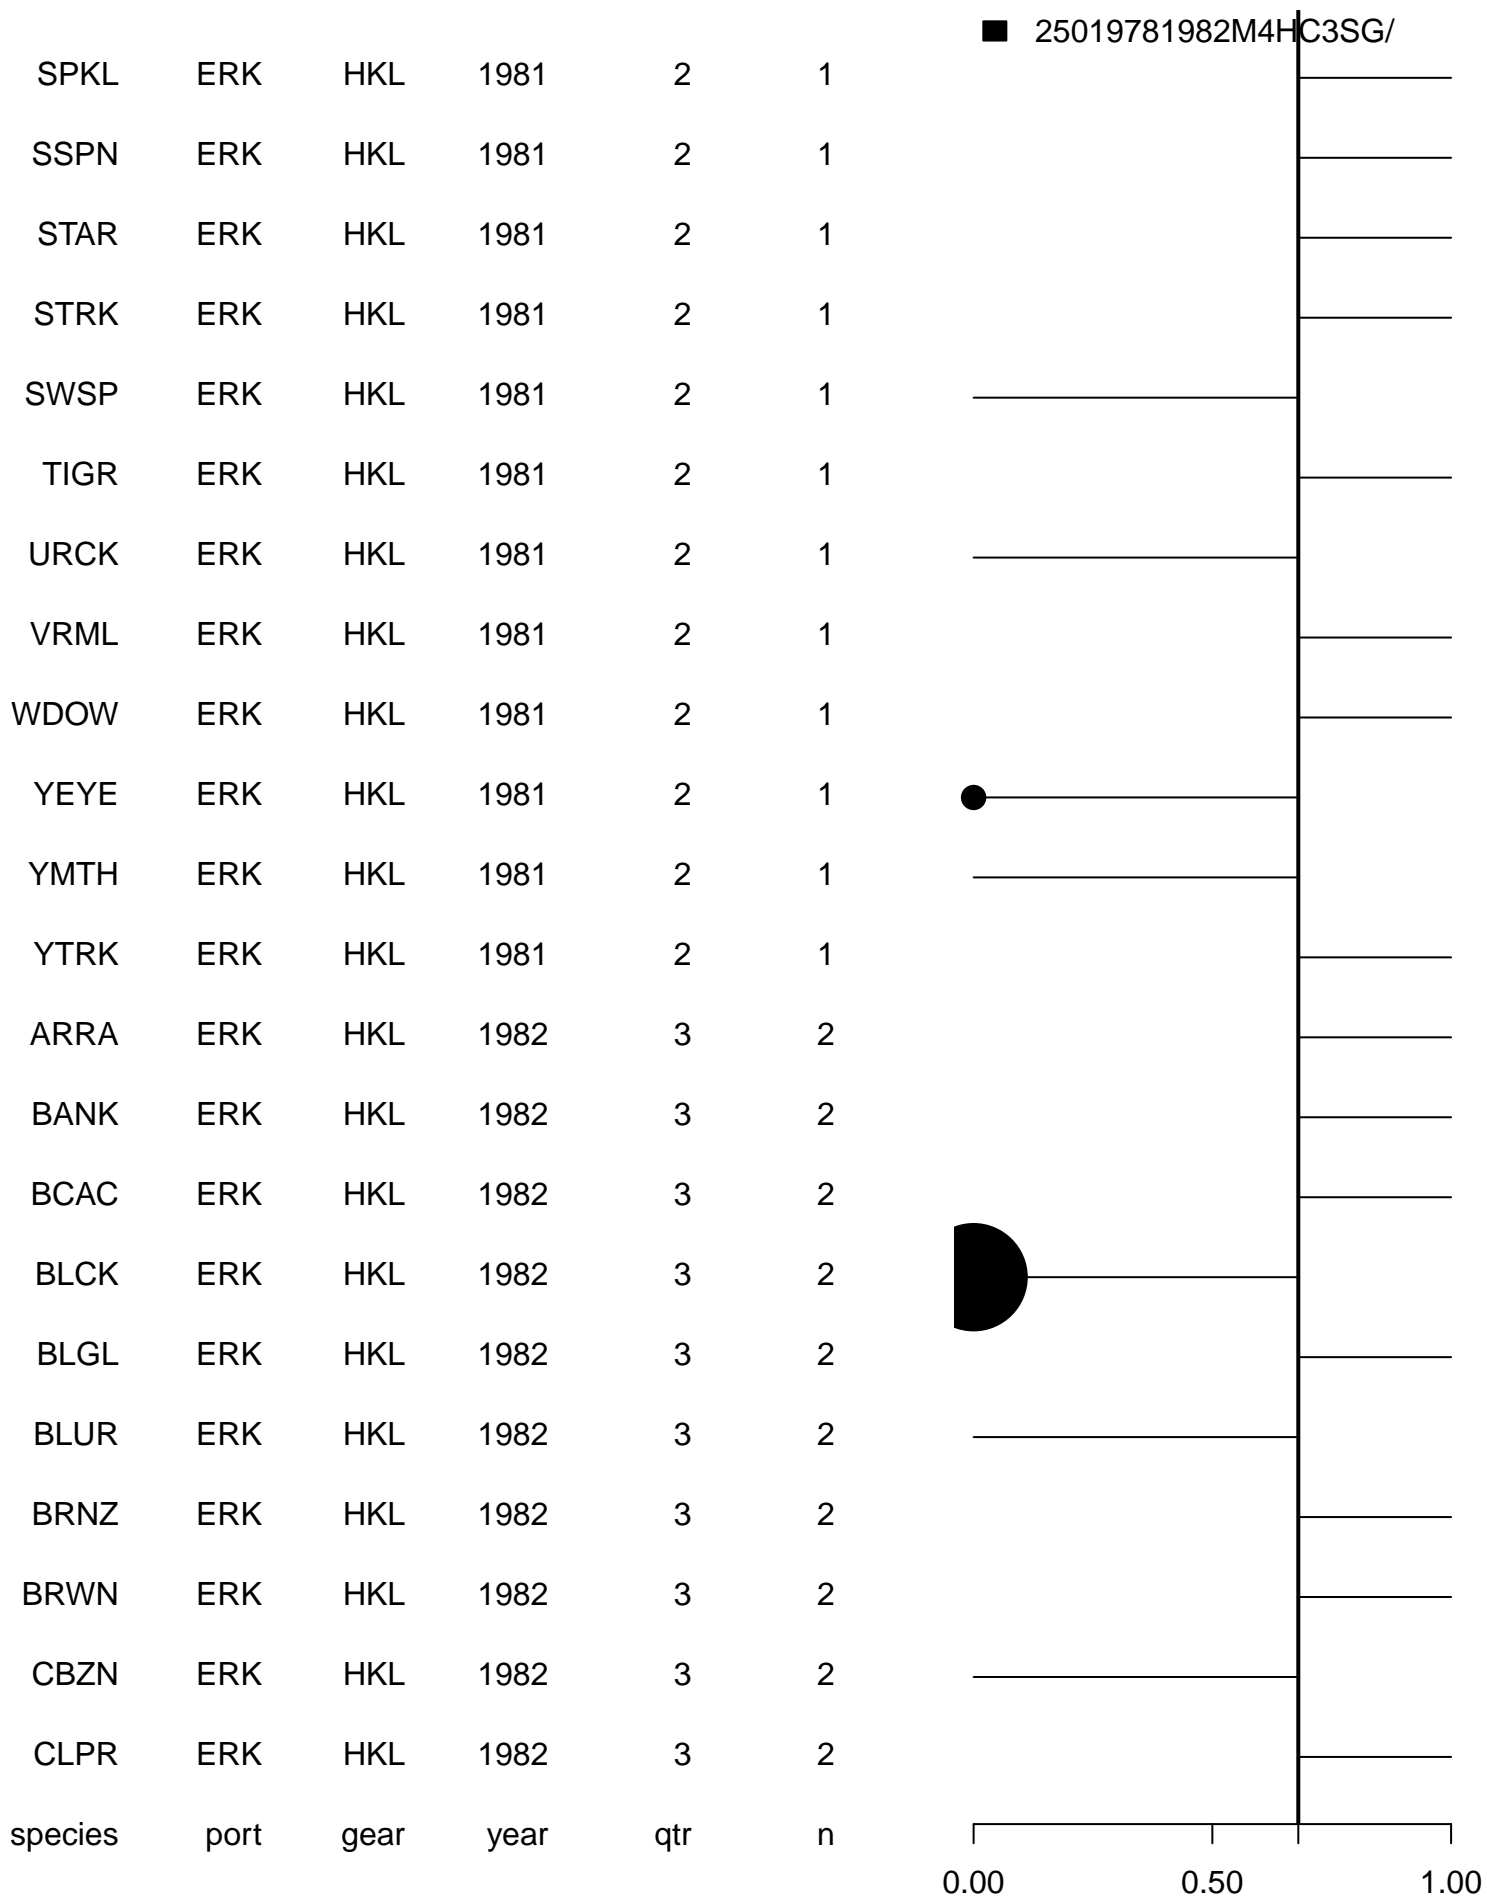 25019781982M4HC3SG/
SPKL ERK HKL 1981 2 1
SSPN ERK HKL 1981 2 1
STAR ERK HKL 1981 2 1
STRK ERK HKL 1981 2 1
SWSP ERK HKL 1981 2 1
TIGR ERK HKL 1981 2 1
URCK ERK HKL 1981 2 1
VRML ERK HKL 1981 2 1
WDOW ERK HKL 1981 2 1
YEYE ERK HKL 1981 2 1
YMTH ERK HKL 1981 2 1
YTRK ERK HKL 1981 2 1
ARRA ERK HKL 1982 3 2
BANK ERK HKL 1982 3 2
BCAC ERK HKL 1982 3 2
BLCK ERK HKL 1982 3 2
BLGL ERK HKL 1982 3 2
BLUR ERK HKL 1982 3 2
BRNZ ERK HKL 1982 3 2
BRWN ERK HKL 1982 3 2
CBZN ERK HKL 1982 3 2
CLPR ERK HKL 1982 3 2
species port gear year qtr n
0.00 0.50 1.00